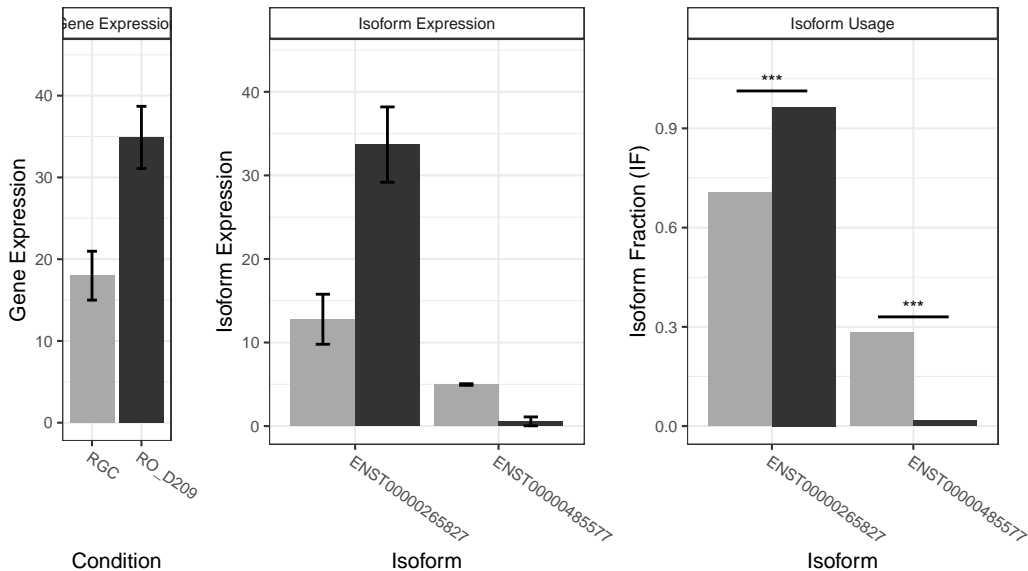 Gene Expression
Isoform Expression
Isoform Usage
Gene Expression
40
30
20
10
0
RGC
RO_D209
Condition
Isoform Expression
40
30
20
10
0
ENST00000265827
ENST00000485577
Isoform
Isoform Fraction (IF)
0.9
0.6
0.3
0.0
***
***
ENST00000265827
ENST00000485577
Isoform